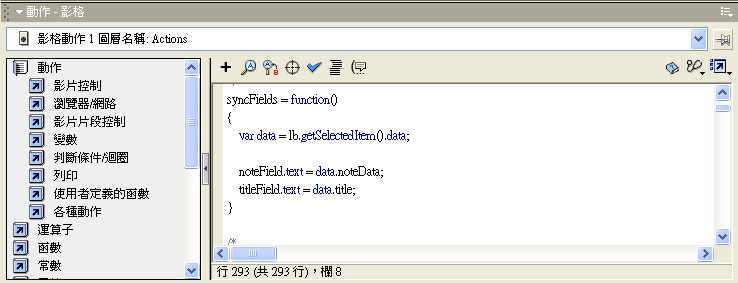 動作 - 影格
影格動作 1 圖層名稱: Actions
動作
影片控制
瀏覽器/網路
影片片段控制
變數
判斷條件/迴圈
列印
使用者定義的函數
各種動作
運算子
函數
常數
syncFields = function()
{
var data = lb.getSelectedItem().data;
noteField.text = data.noteData;
titleField.text = data.title;
}
/*
行 293 (共 293 行)，欄 8